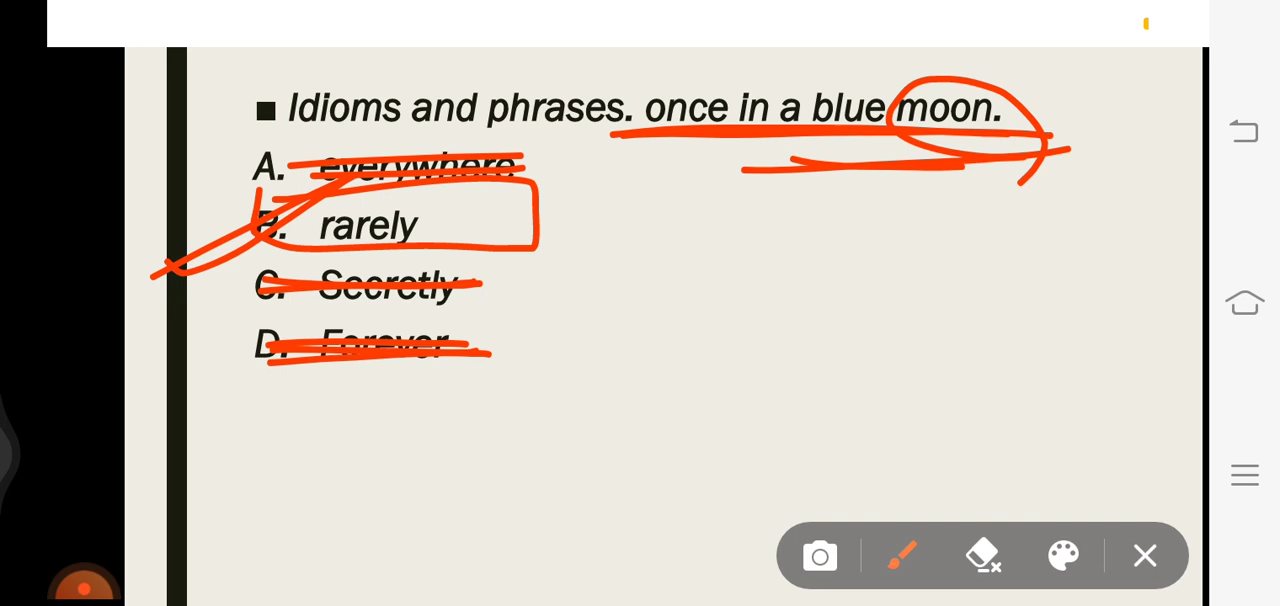 ■ Idioms and phrases. once in a blue moon.
A. everywhere
B. rarely
C. Secretly
D. Forever